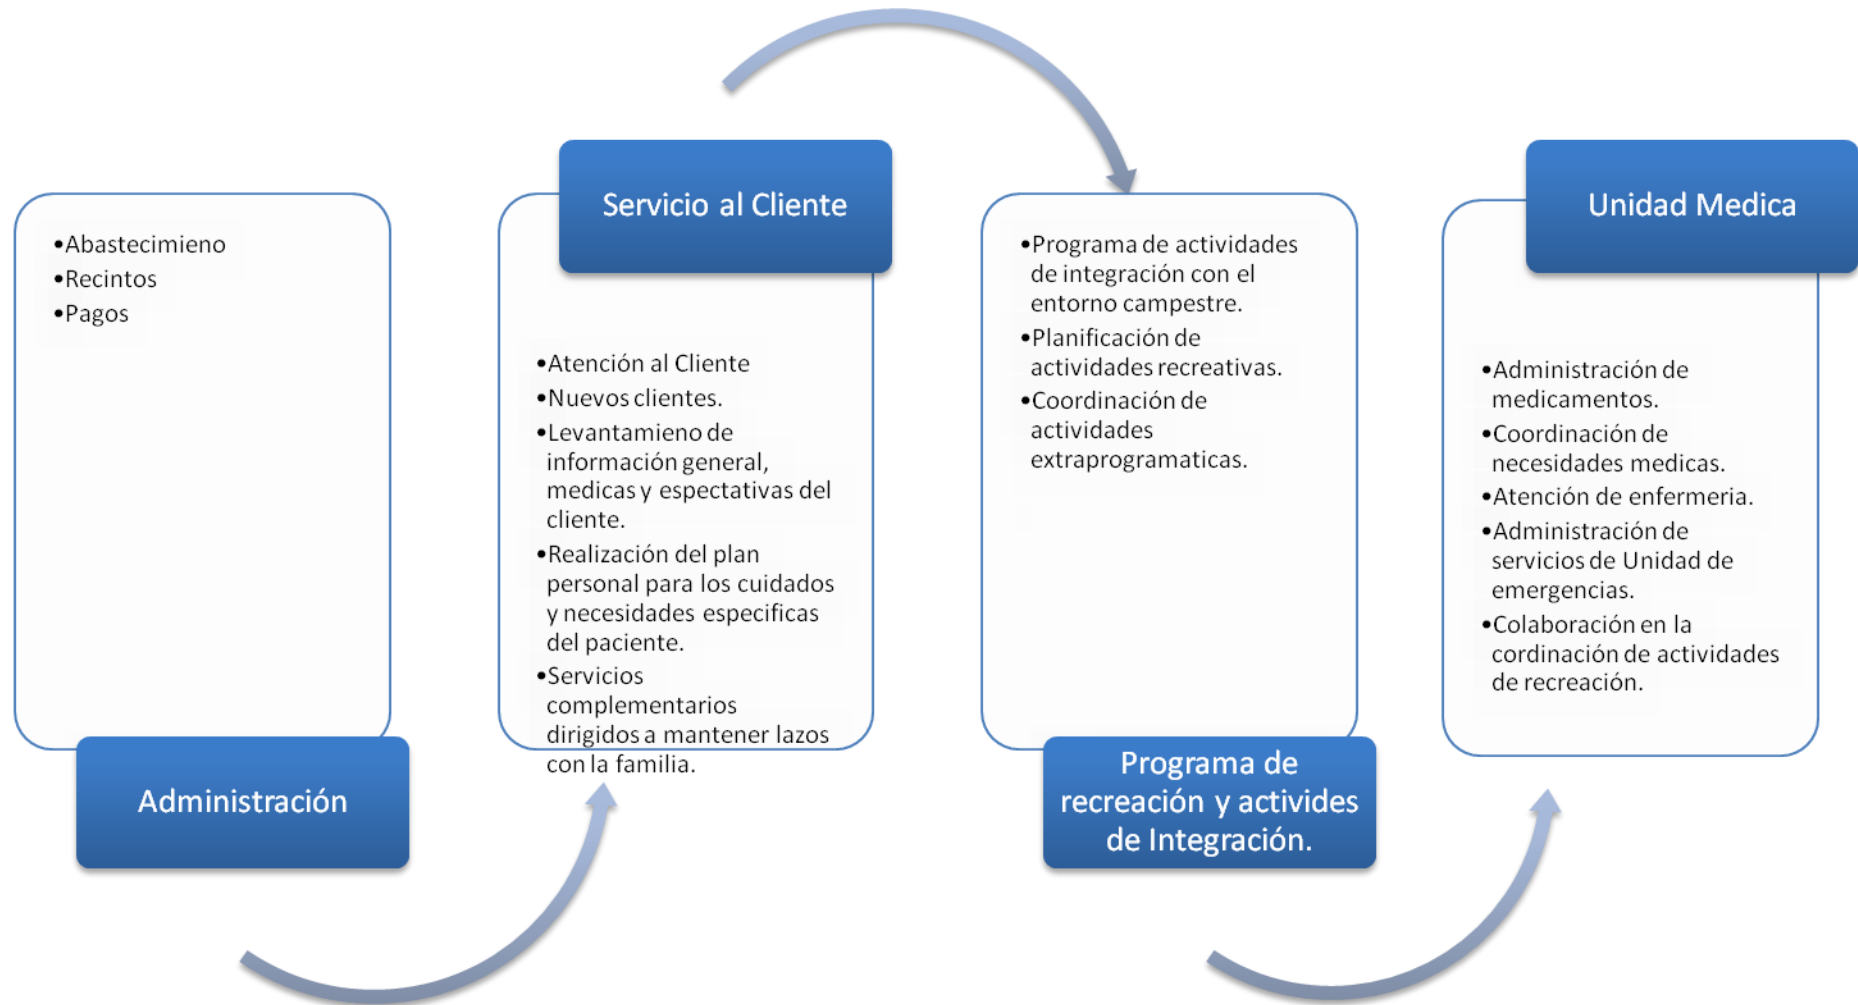 •Abastecimieno
•Recintos
•Pagos
Administración
Servicio al Cliente
•Atención al Cliente
•Nuevos clientes.
•Levantamieno de
información general,
medicas y espectativas del
cliente.
•Realización del plan
personal para los cuidados
y necesidades especificas
del paciente.
•Servicios
complementarios
dirigidos a mantener lazos
con la familia.
•Programa de actividades
de integración con el
entorno campestre.
•Planificación de
actividades recreativas.
•Coordinación de
actividades
extraprogramaticas.
Programa de
recreación y activides
de Integración.
Unidad Medica
•Administración de
medicamentos.
•Coordinación de
necesidades medicas.
•Atención de enfermeria.
•Administración de
servicios de Unidad de
emergencias.
•Colaboración en la
cordinación de actividades
de recreación.